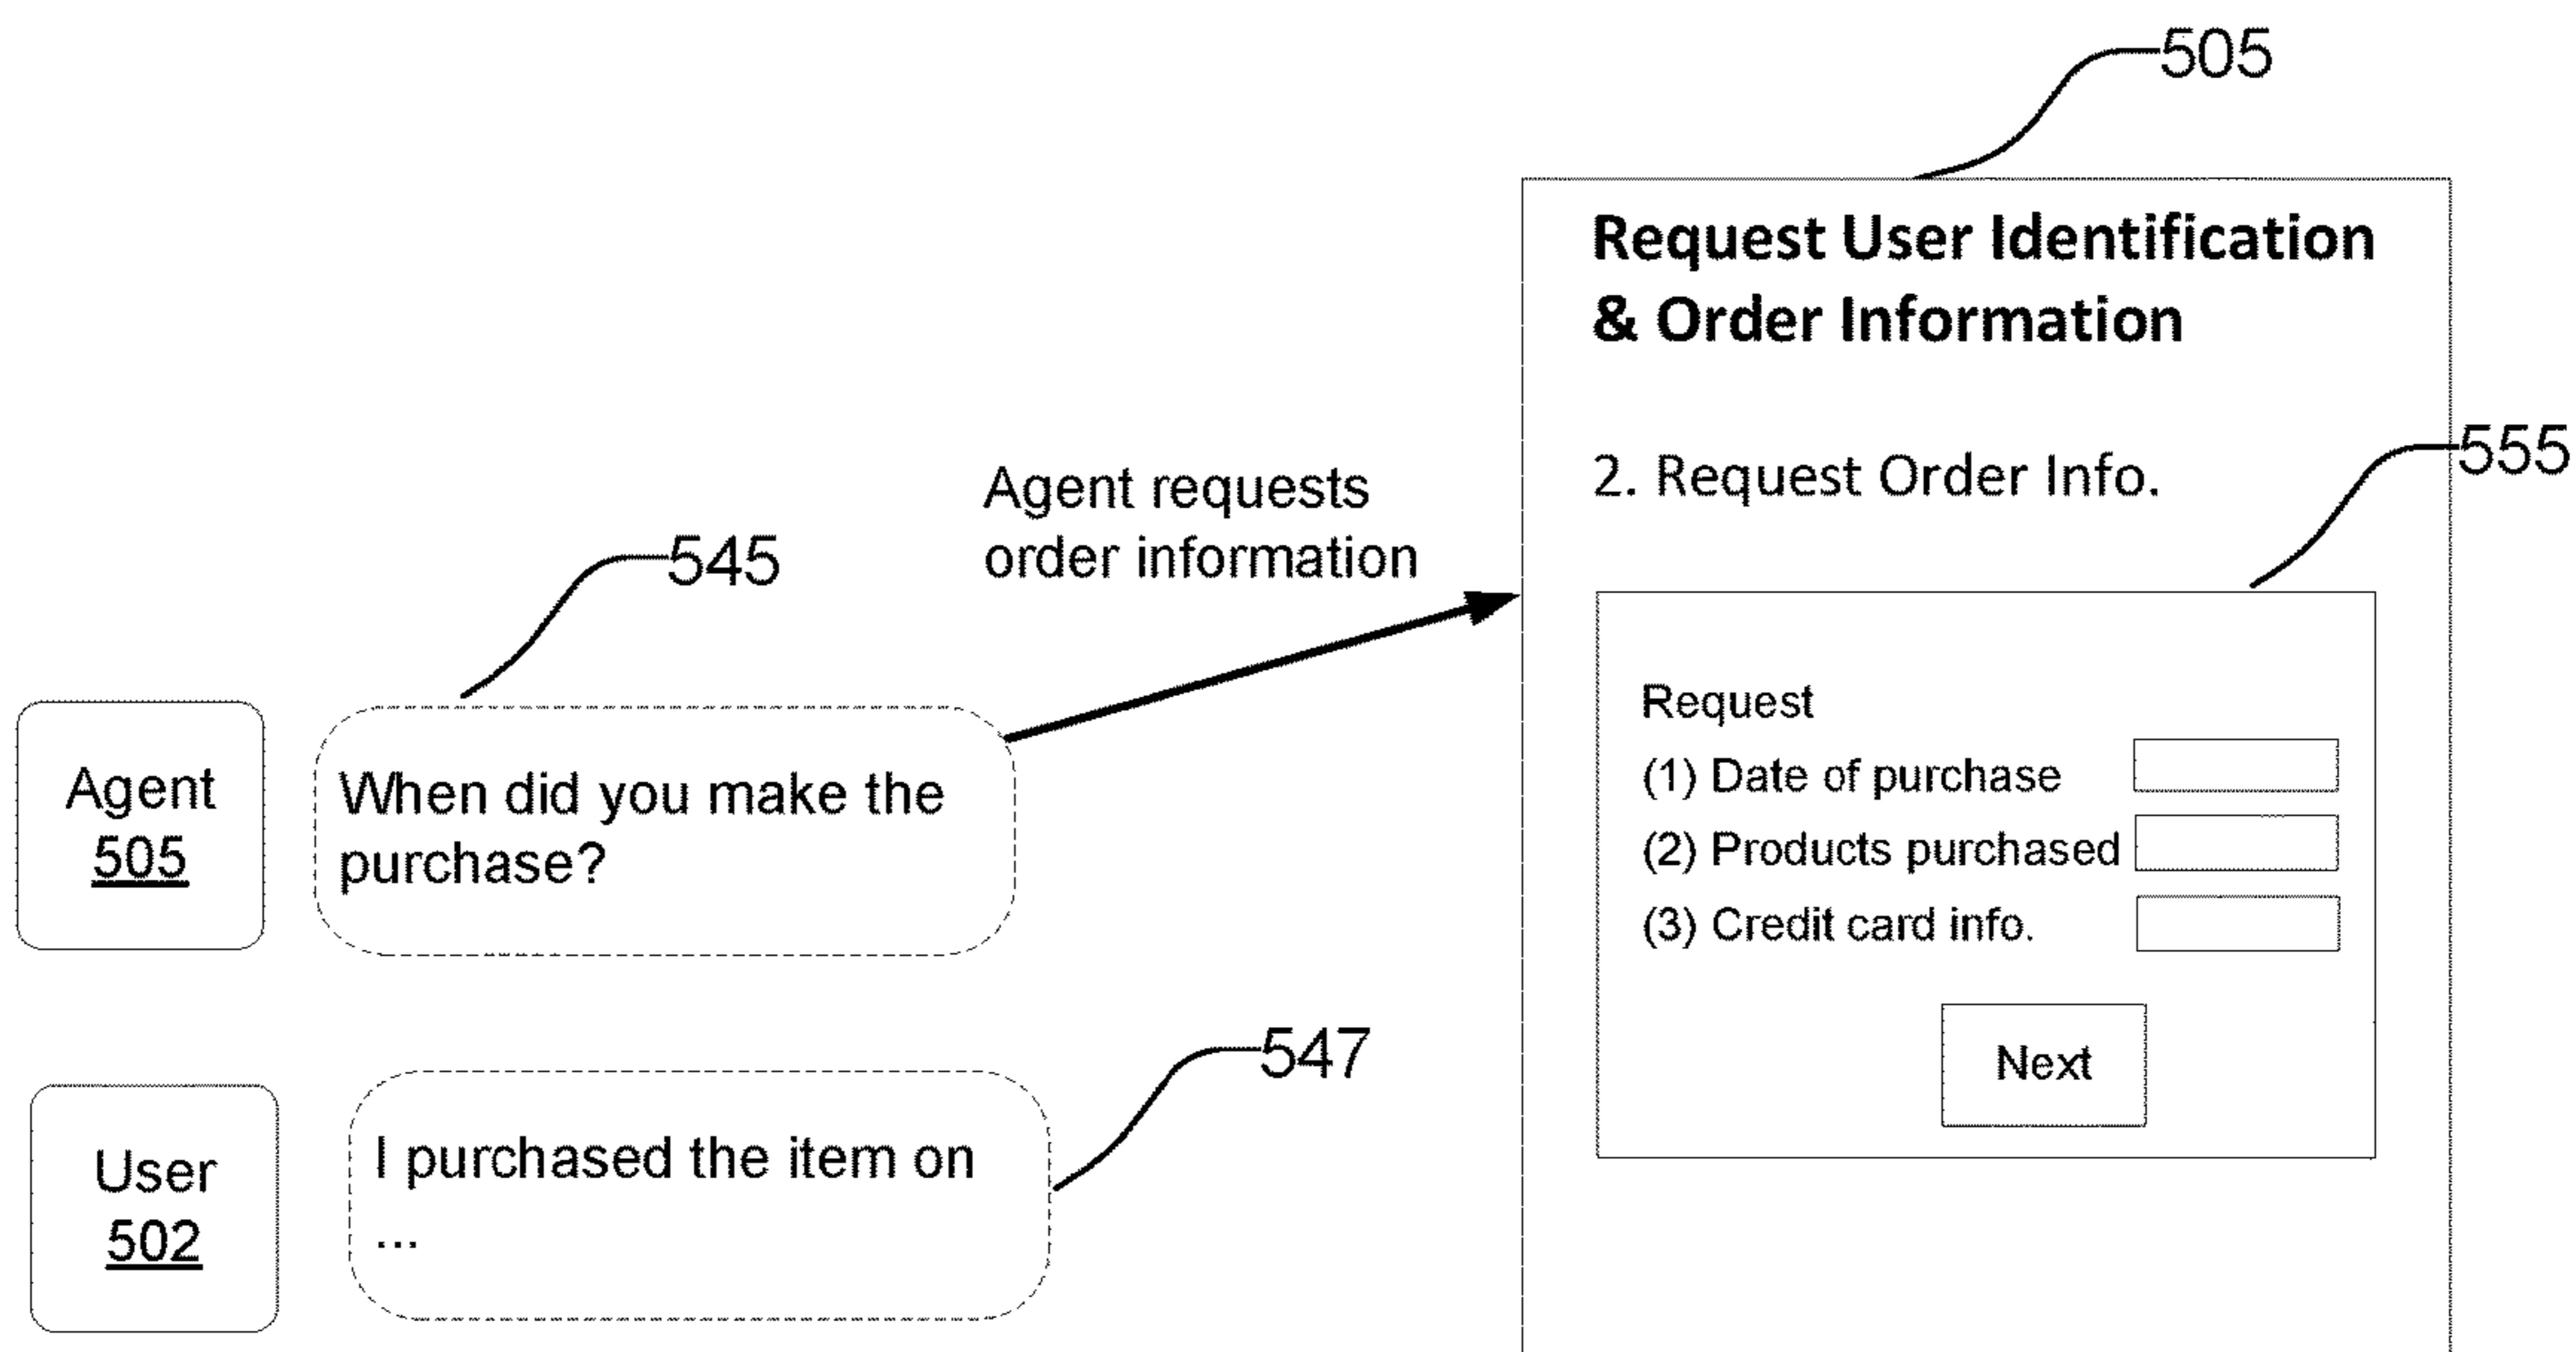 505
Request User Identification
& Order Information
2. Request Order Info.
555
Agent requests
order information
545
Agent
505
When did you make the
purchase?
Request
(1) Date of purchase
(2) Products purchased
(3) Credit card info.
Next
547
User
502
I purchased the item on
...